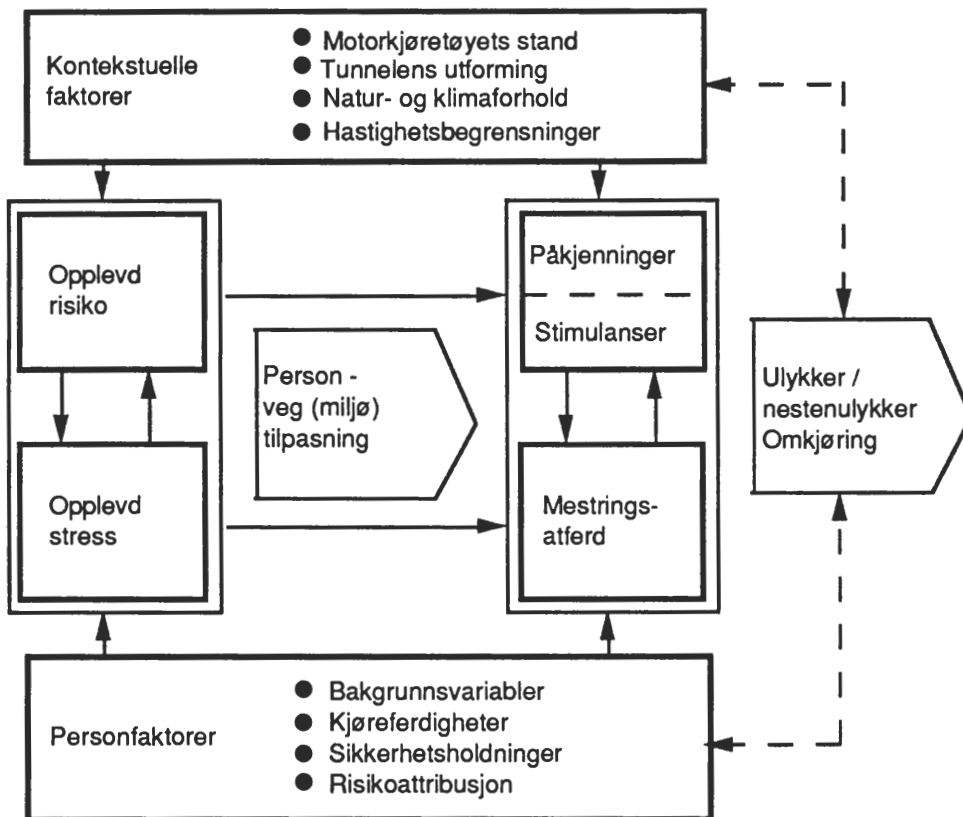 Kontekstuelle
faktorer
● Motorkjøretøyets stand
● Tunnelens utforming
● Natur- og klimaforhold
● Hastighetsbegrensninger
Opplevd
risiko
Opplevd
stress
Person -
veg (miljø)
tilpasning
Påkjenninger
Stimulanser
Mestrings-
atferd
Ulykker /
nestenulykker
Omkjøring
Personfaktorer
● Bakgrunnsvariabler
● Kjøreferdigheter
● Sikkerhetsholdninger
● Risikoattribusjon